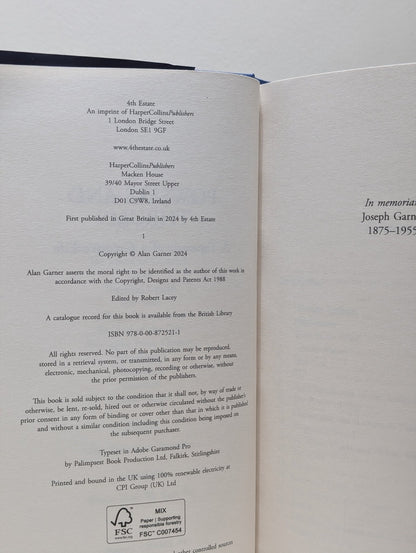 4th Estate
An imprint of HarperCollinsPublishers
1 London Bridge Street
London SE1 9GF
www.4thestate.co.uk
HarperCollinsPublishers
Macken House
39/40 Mayor Street Upper
Dublin 1
D01 C9W8, Ireland
First published in Great Britain in 2024 by 4th Estate
1
Copyright © Alan Garner 2024
Alan Garner asserts the moral right to be identified as the author of this work in
accordance with the Copyright, Designs and Patents Act 1988
Edited by Robert Lacey
A catalogue record for this book is available from the British Library
ISBN 978-0-00-872521-1
All rights reserved. No part of this publication may be reproduced,
stored in a retrieval system, or transmitted, in any form or by any means,
electronic, mechanical, photocopying, recording or otherwise, without
the prior permission of the publishers.
This book is sold subject to the condition that it shall not, by way of trade or
otherwise, be lent, re-sold, hired out or otherwise circulated without the publisher's
prior consent in any form of binding or cover other than that in which it is published
and without a similar condition including this condition being imposed on
the subsequent purchaser.
Typeset in Adobe Garamond Pro
by Palimpsest Book Production Ltd, Falkirk, Stirlingshire
Printed and bound in the UK using 100% renewable electricity at
CPI Group (UK) Ltd
FSC
MIX
Paper | Supporting
responsible forestry
FSC™ C007454
other controlled sources
In memoriam
Joseph Garn
1875–1955